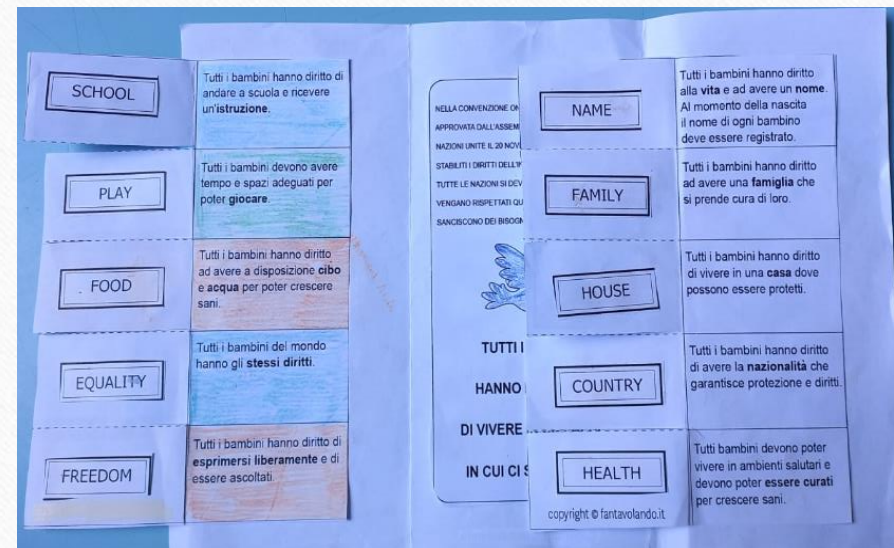 SCHOOL
Tutti i bambini hanno diritto di
andare a scuola e ricevere
un'istruzione.
PLAY
Tutti i bambini devono avere
tempo e spazi adeguati per
poter giocare.
FOOD
Tutti i bambini hanno diritto
ad avere a disposizione cibo
e acqua per poter crescere
sani.
EQUALITY
Tutti i bambini del mondo
hanno gli stessi diritti.
FREEDOM
Tutti i bambini hanno diritto di
esprimersi liberamente e di
essere ascoltati.
NELLA CONVENZIONE
APPROVATA DALL'ASSEM
NAZIONI UNITE IL 20 NOV
STABILITI I DIRITTI
TUTTE LE NAZIONI SI DEV
VENGANO RISPETTATI QU
SANCISCONO DEI BISOGN
TUTTI I
HANNO
DI VIVERE
IN CUI CI
NAME
Tutti i bambini hanno diritto
alla vita e ad avere un nome.
Al momento della nascita
il nome di ogni bambino
deve essere registrato.
FAMILY
Tutti i bambini hanno diritto
ad avere una famiglia che
si prende cura di loro.
HOUSE
Tutti i bambini hanno diritto
di vivere in una casa dove
possono essere protetti.
COUNTRY
Tutti i bambini hanno diritto
di avere la nazionalità che
garantisce protezione e diritti.
HEALTH
Tutti bambini devono poter
vivere in ambienti salutari e
devono poter essere curati
per crescere sani.
copyright © fantavolando.it